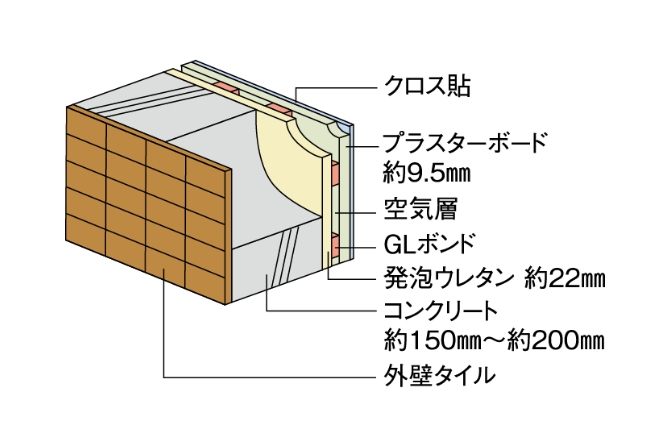 クロス貼
プラスターボード
約9.5㎜
空気層
GLボンド
発泡ウレタン 約22㎜
コンクリート
約150㎜〜約200㎜
外壁タイル